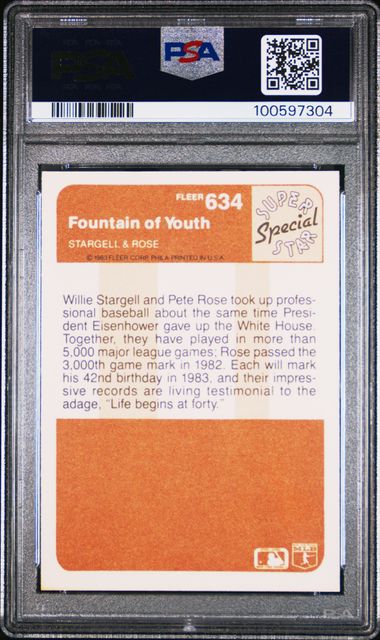 PSA
PSA
100597304
FLEER 634
Fountain of Youth
STARGELL & ROSE
SUPER
Special
STAR
© 1983 FLEER CORP. PHILA-PRINTED IN U.S.A.
Willie Stargell and Pete Rose took up profes-
sional baseball about the same time Presi-
dent Eisenhower gave up the White House.
Together, they have played in more than
5,000 major league games; Rose passed the
3,000th game mark in 1982. Each will mark
his 42nd birthday in 1983, and their impres-
sive records are living testimonial to the
adage, "Life begins at forty."
PSA